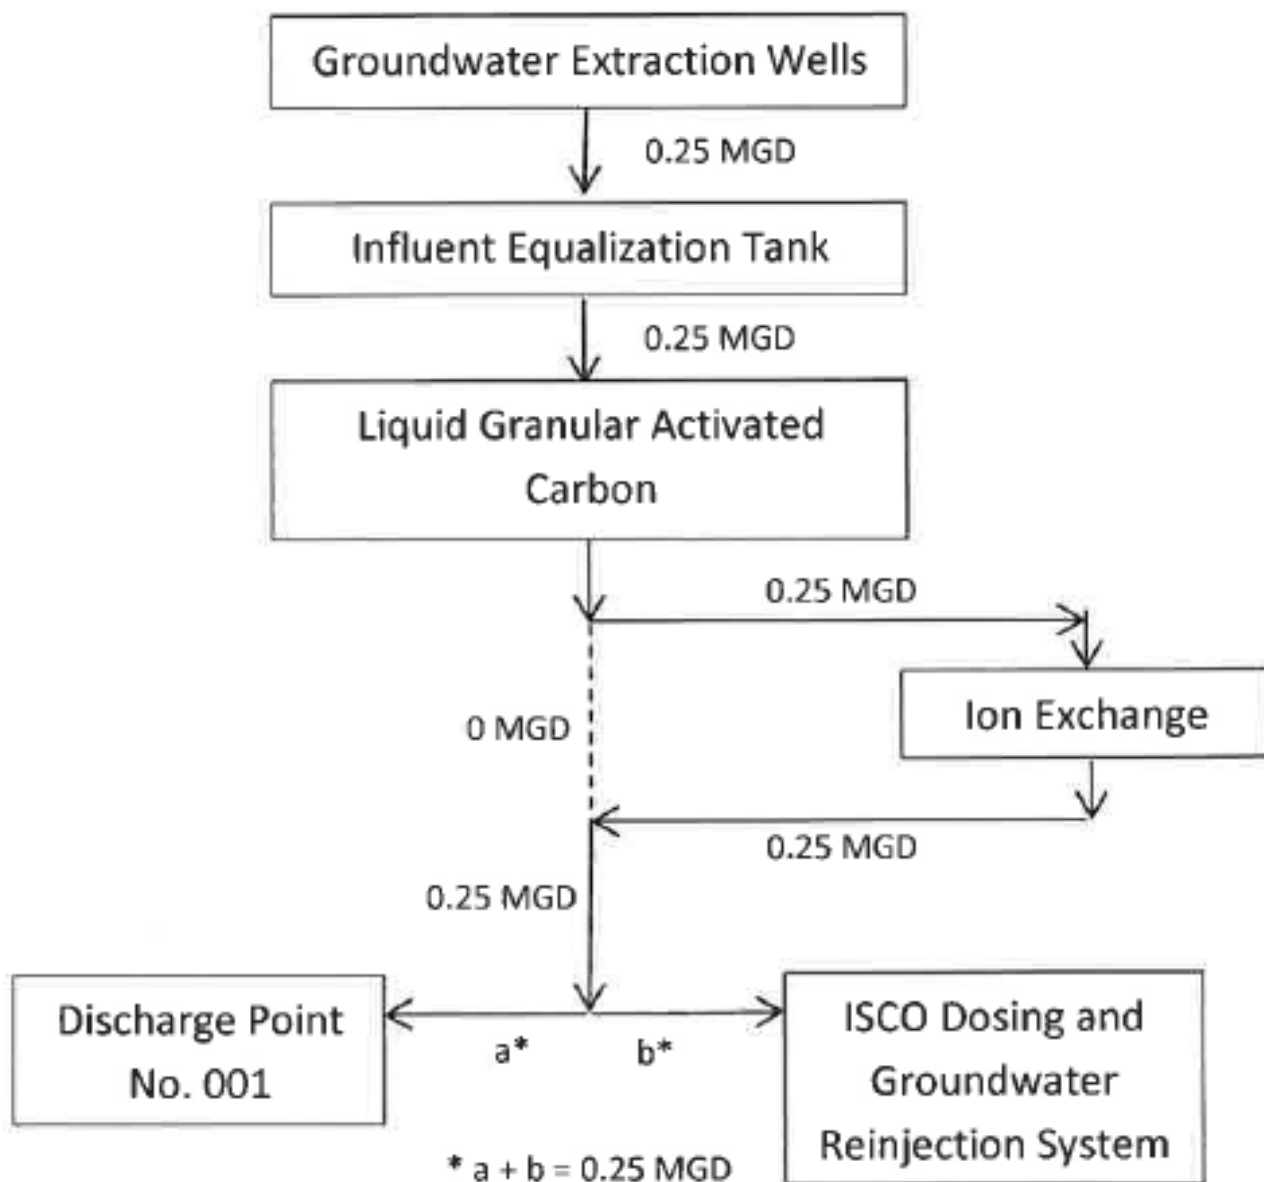 Groundwater Extraction Wells
0.25 MGD
Influent Equalization Tank
0.25 MGD
Liquid Granular Activated
Carbon
0.25 MGD
Ion Exchange
0 MGD
0.25 MGD
0.25 MGD
Discharge Point
No. 001
a*
b*
ISCO Dosing and
Groundwater
Reinjection System
* a + b = 0.25 MGD